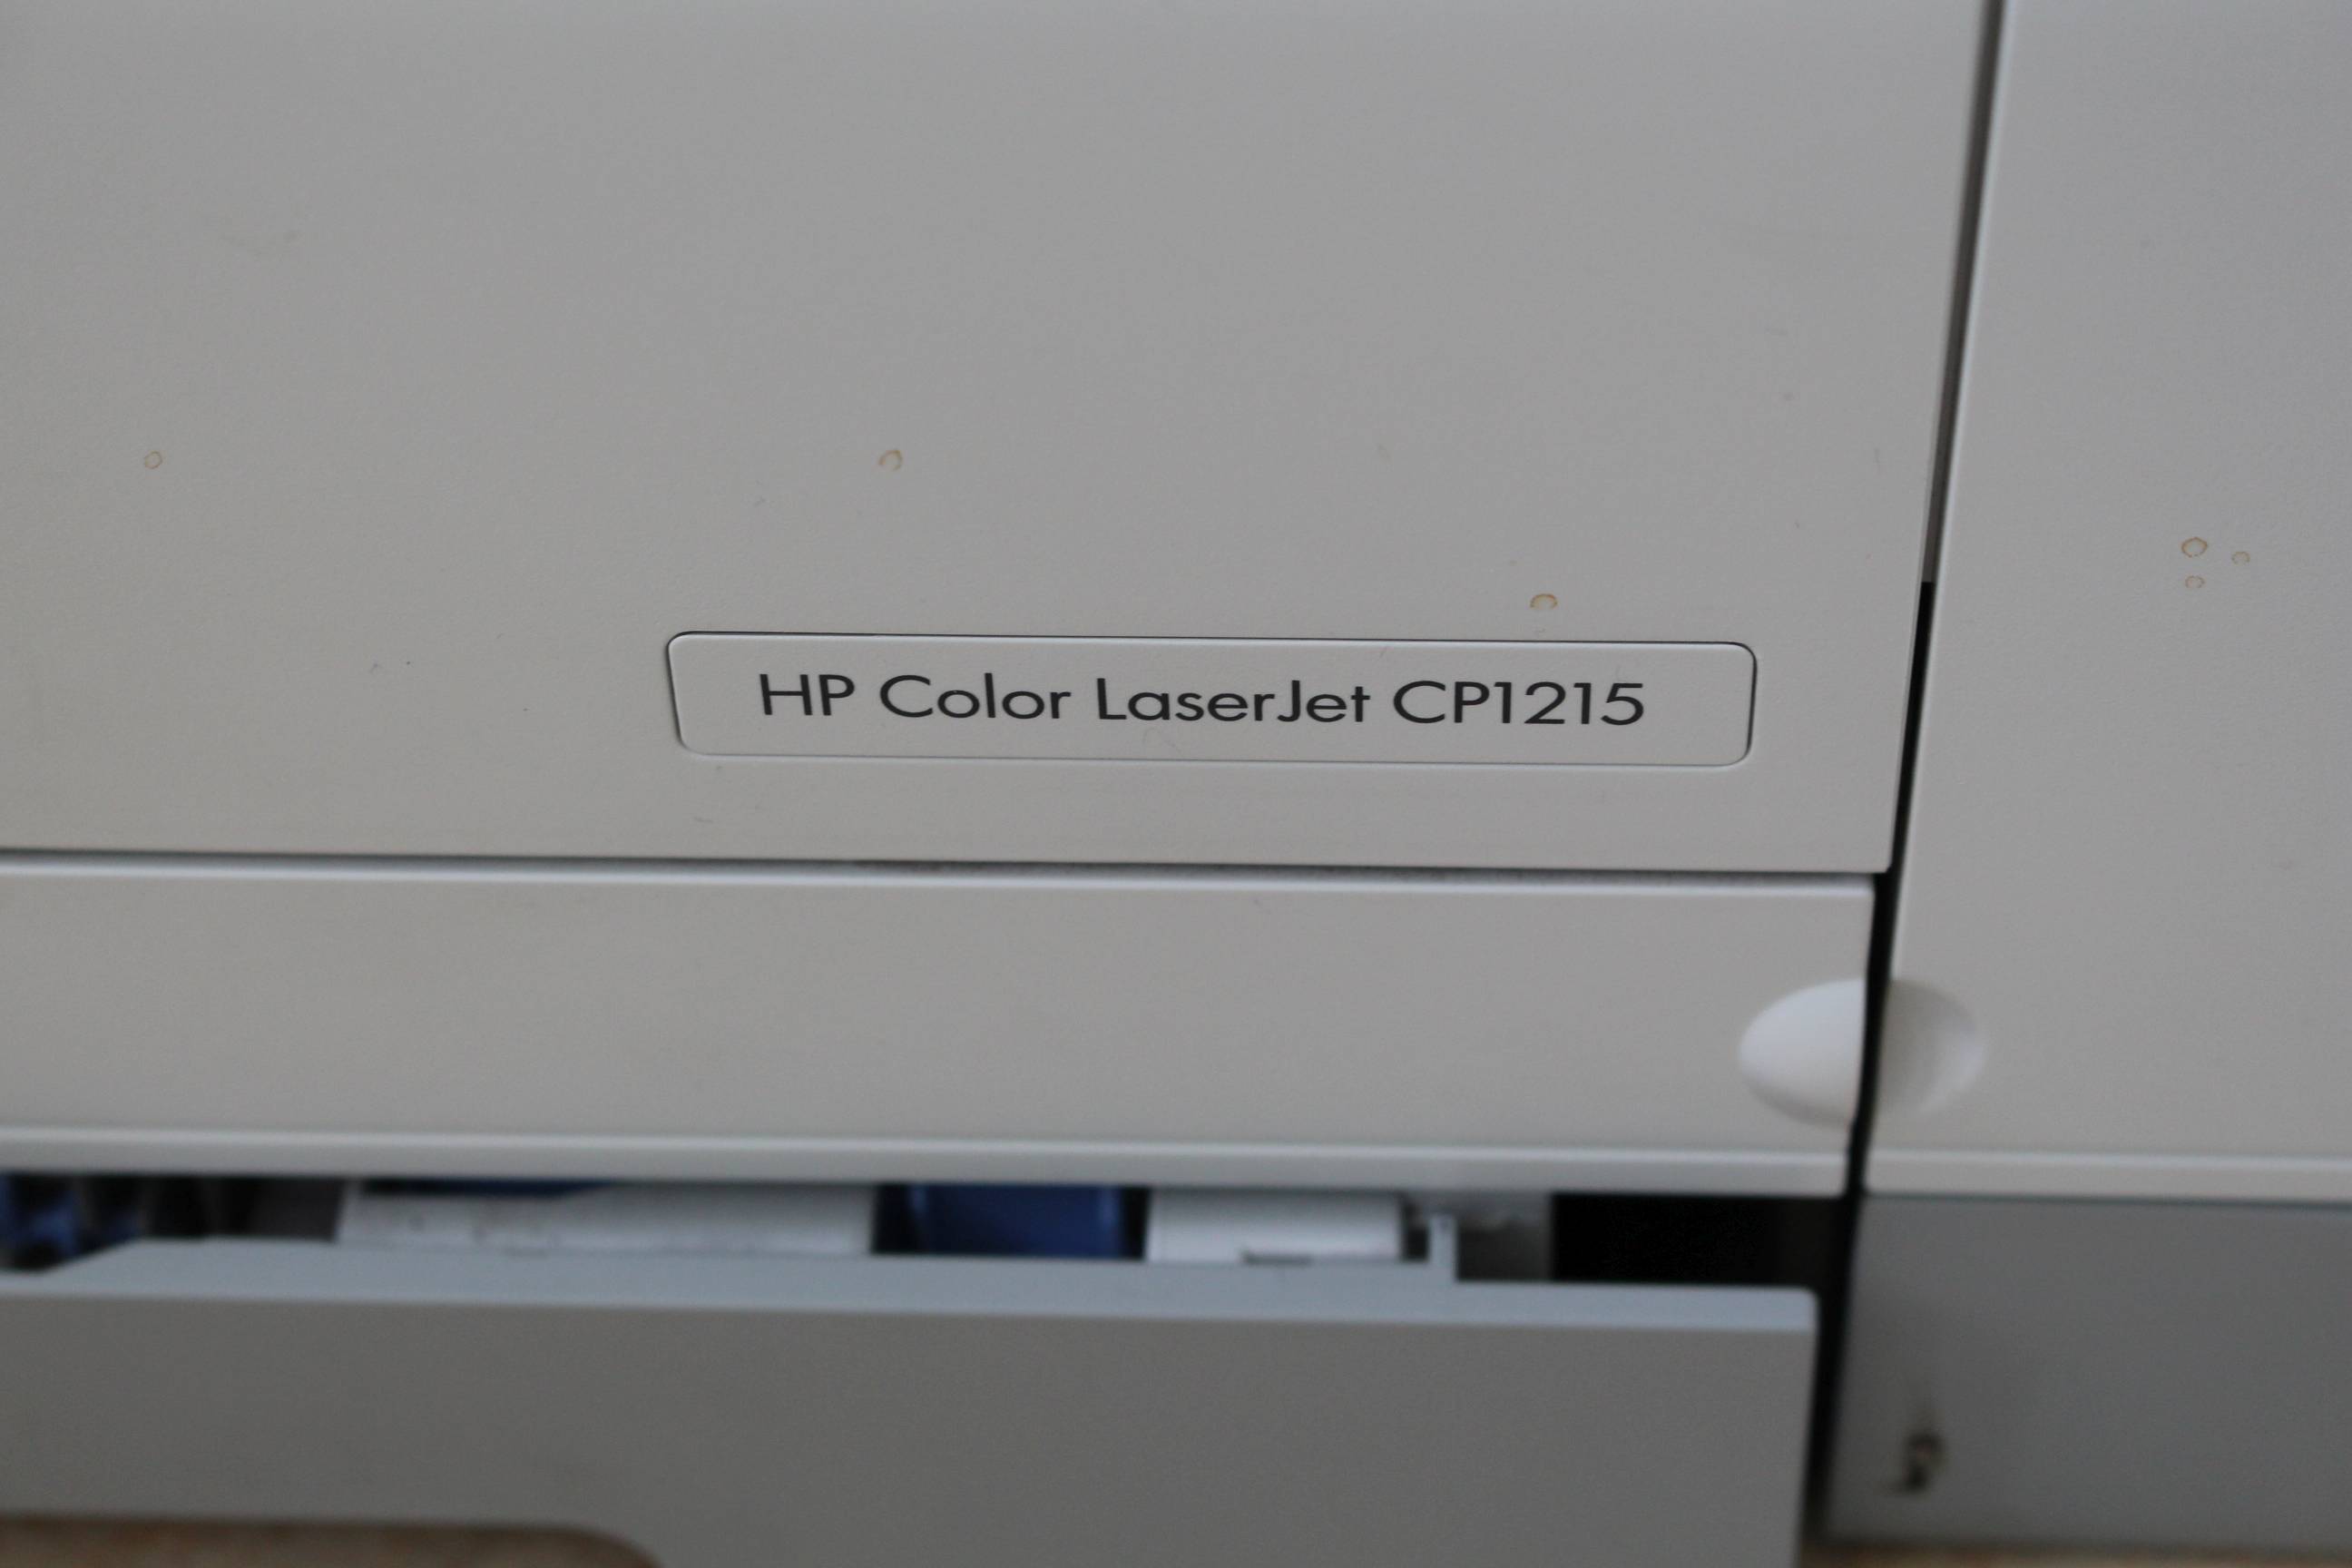 HP Color LaserJet CP1215